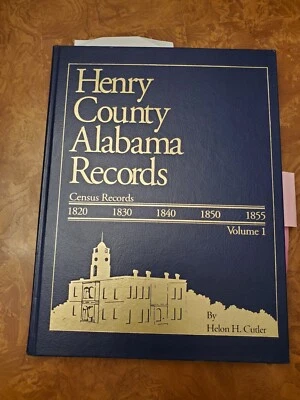 Henry
County
Alabama
Records
Census Records
1820 1830 1840 1850 1855
Volume 1
By
Helon H. Cutler